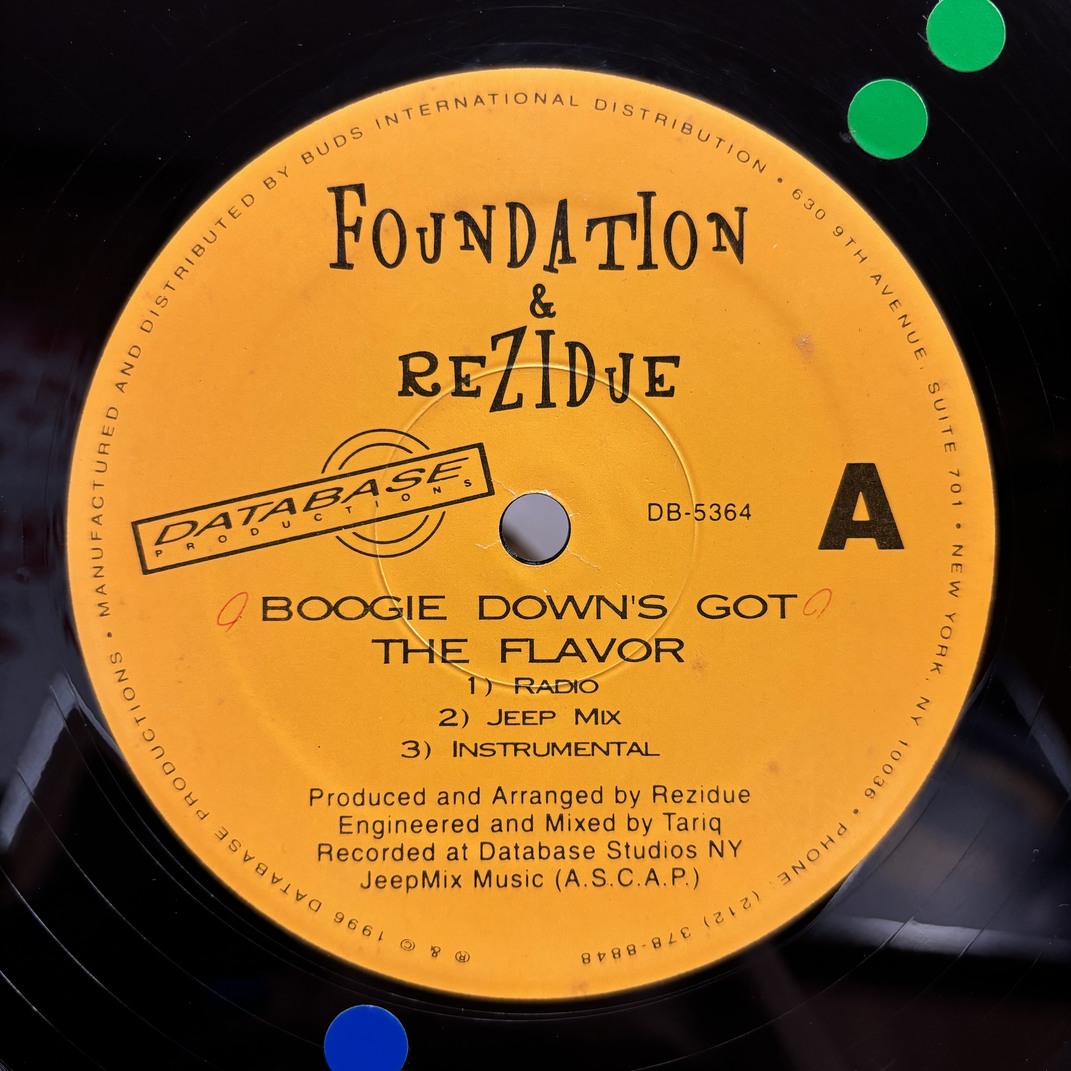 FOUNDATION
&
REZIDUE
DATABASE
PRODUCTIONS
DB-5364
A
BOOGIE DOWN'S GOT
THE FLAVOR
1) RADIO
2) JEEP MIX
3) INSTRUMENTAL
Produced and Arranged by Rezidue
Engineered and Mixed by Tariq
Recorded at Database Studios NY
JeepMix Music (A.S.C.A.P.)
® & © 1996 DATABASE PRODUCTIONS • MANUFACTURED AND DISTRIBUTED BY BUDS INTERNATIONAL DISTRIBUTION • 630 9TH AVENUE, SUITE 701 • NEW YORK, NY 10036 • PHONE: (212) 378-8848